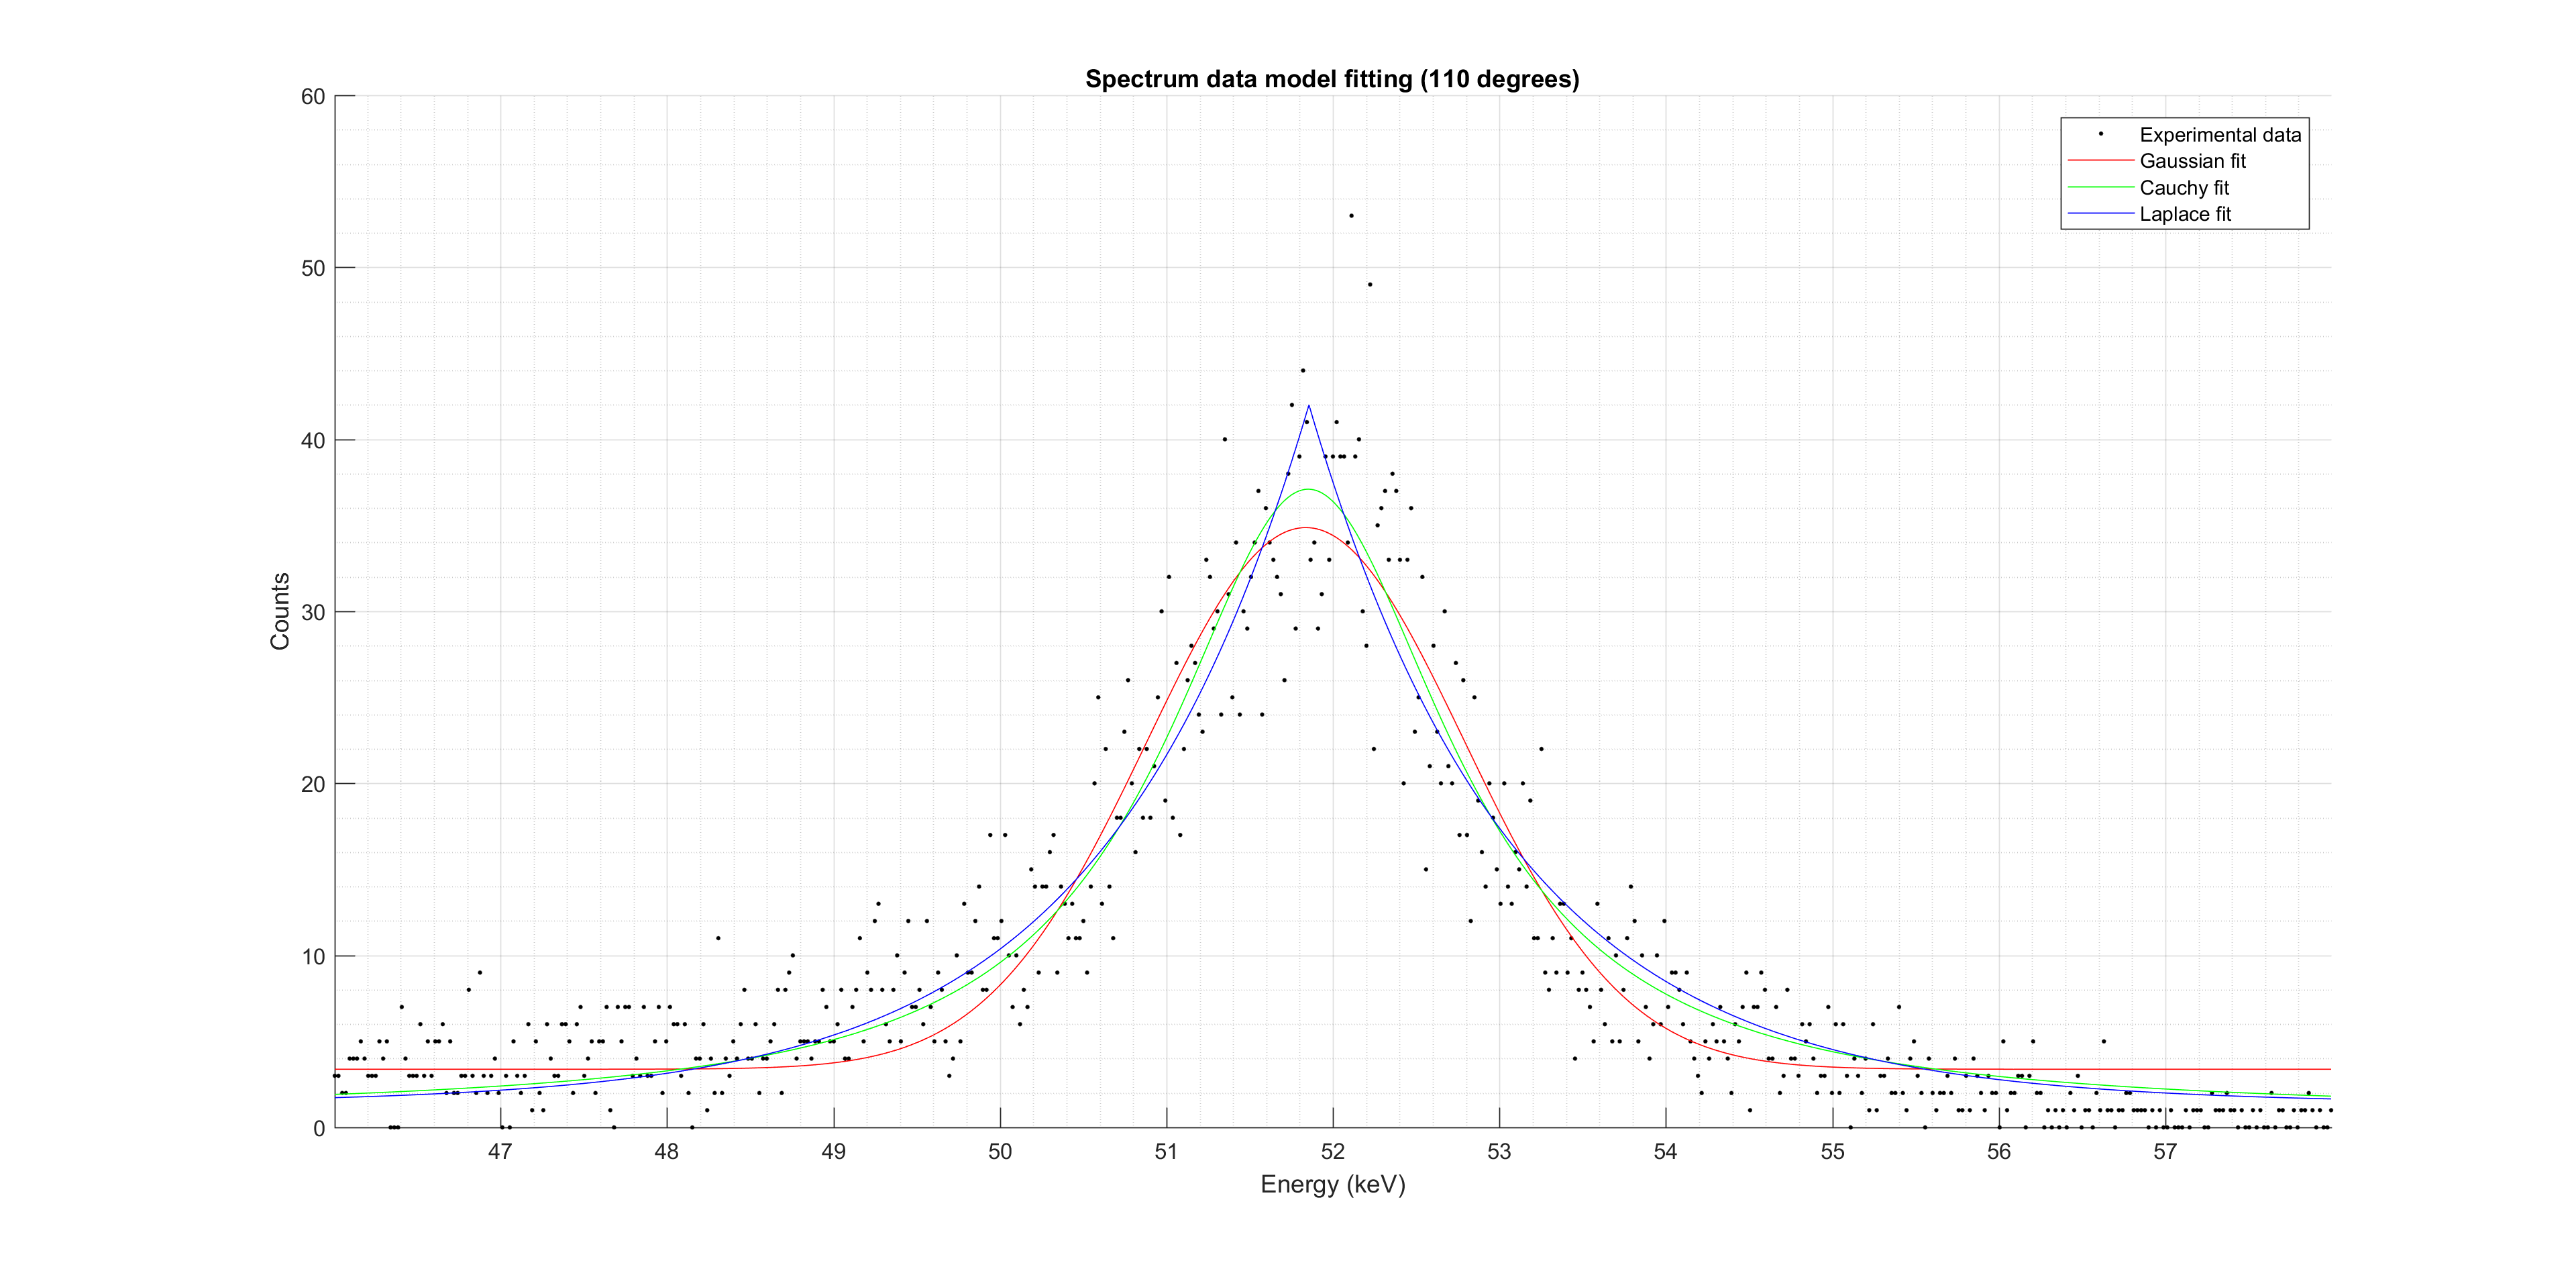 Spectrum data model fitting (110 degrees)
60
50
40
30
20
10
0
Counts
47 48 49 50 51 52 53 54 55 56 57
Energy (keV)
Experimental data
Gaussian fit
Cauchy fit
Laplace fit